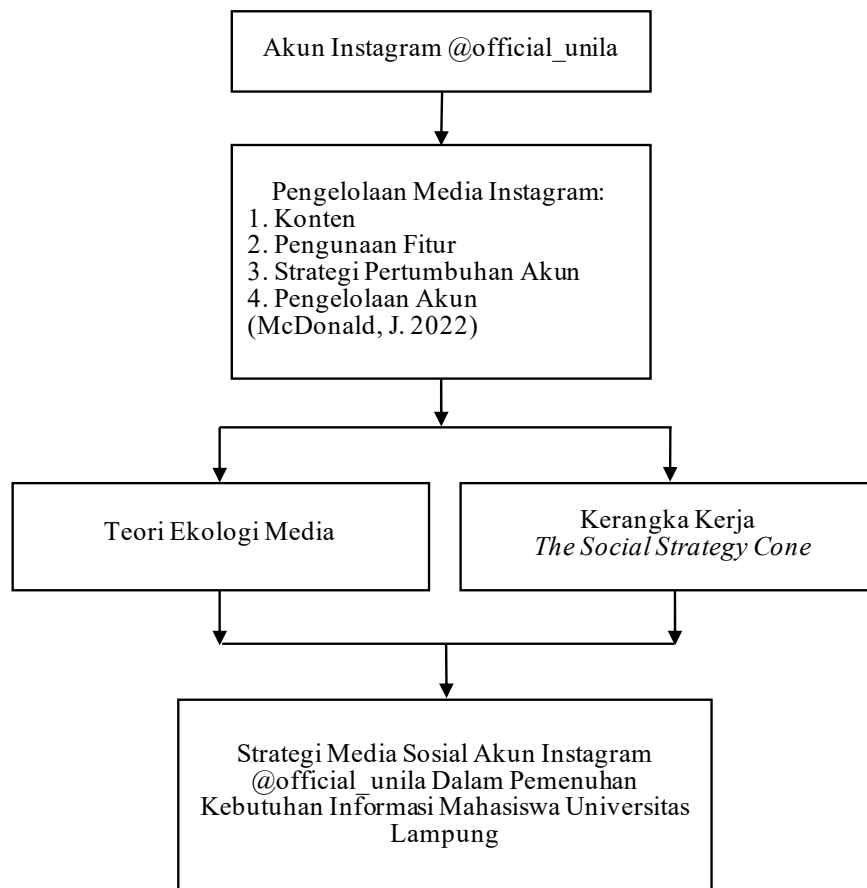 Akun Instagram @official_unila
Pengelolaan Media Instagram:
1. Konten
2. Pengunaan Fitur
3. Strategi Pertumbuhan Akun
4. Pengelolaan Akun
(McDonald, J. 2022)
Teori Ekologi Media
Kerangka Kerja
The Social Strategy Cone
Strategi Media Sosial Akun Instagram
@official_unila Dalam Pemenuhan
Kebutuhan Informasi Mahasiswa Universitas
Lampung